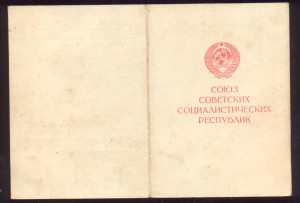 СОЮЗ
СОВЕТСКИХ
СОЦИАЛИСТИЧЕСКИХ
РЕСПУБЛИК